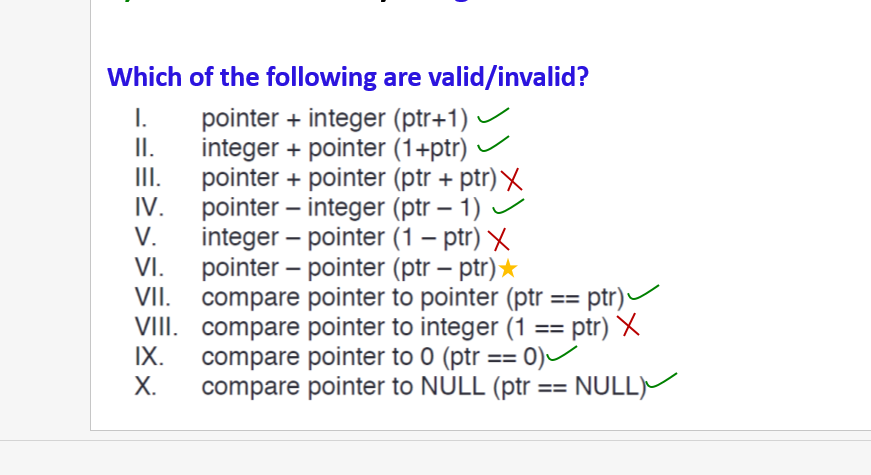 Which of the following are valid/invalid?
I. pointer + integer (ptr+1)
II. integer + pointer (1+ptr)
III. pointer + pointer (ptr + ptr)
IV. pointer – integer (ptr – 1)
V. integer – pointer (1 – ptr)
VI. pointer – pointer (ptr – ptr)
VII. compare pointer to pointer (ptr == ptr)
VIII. compare pointer to integer (1 == ptr)
IX. compare pointer to 0 (ptr == 0)
X. compare pointer to NULL (ptr == NULL)